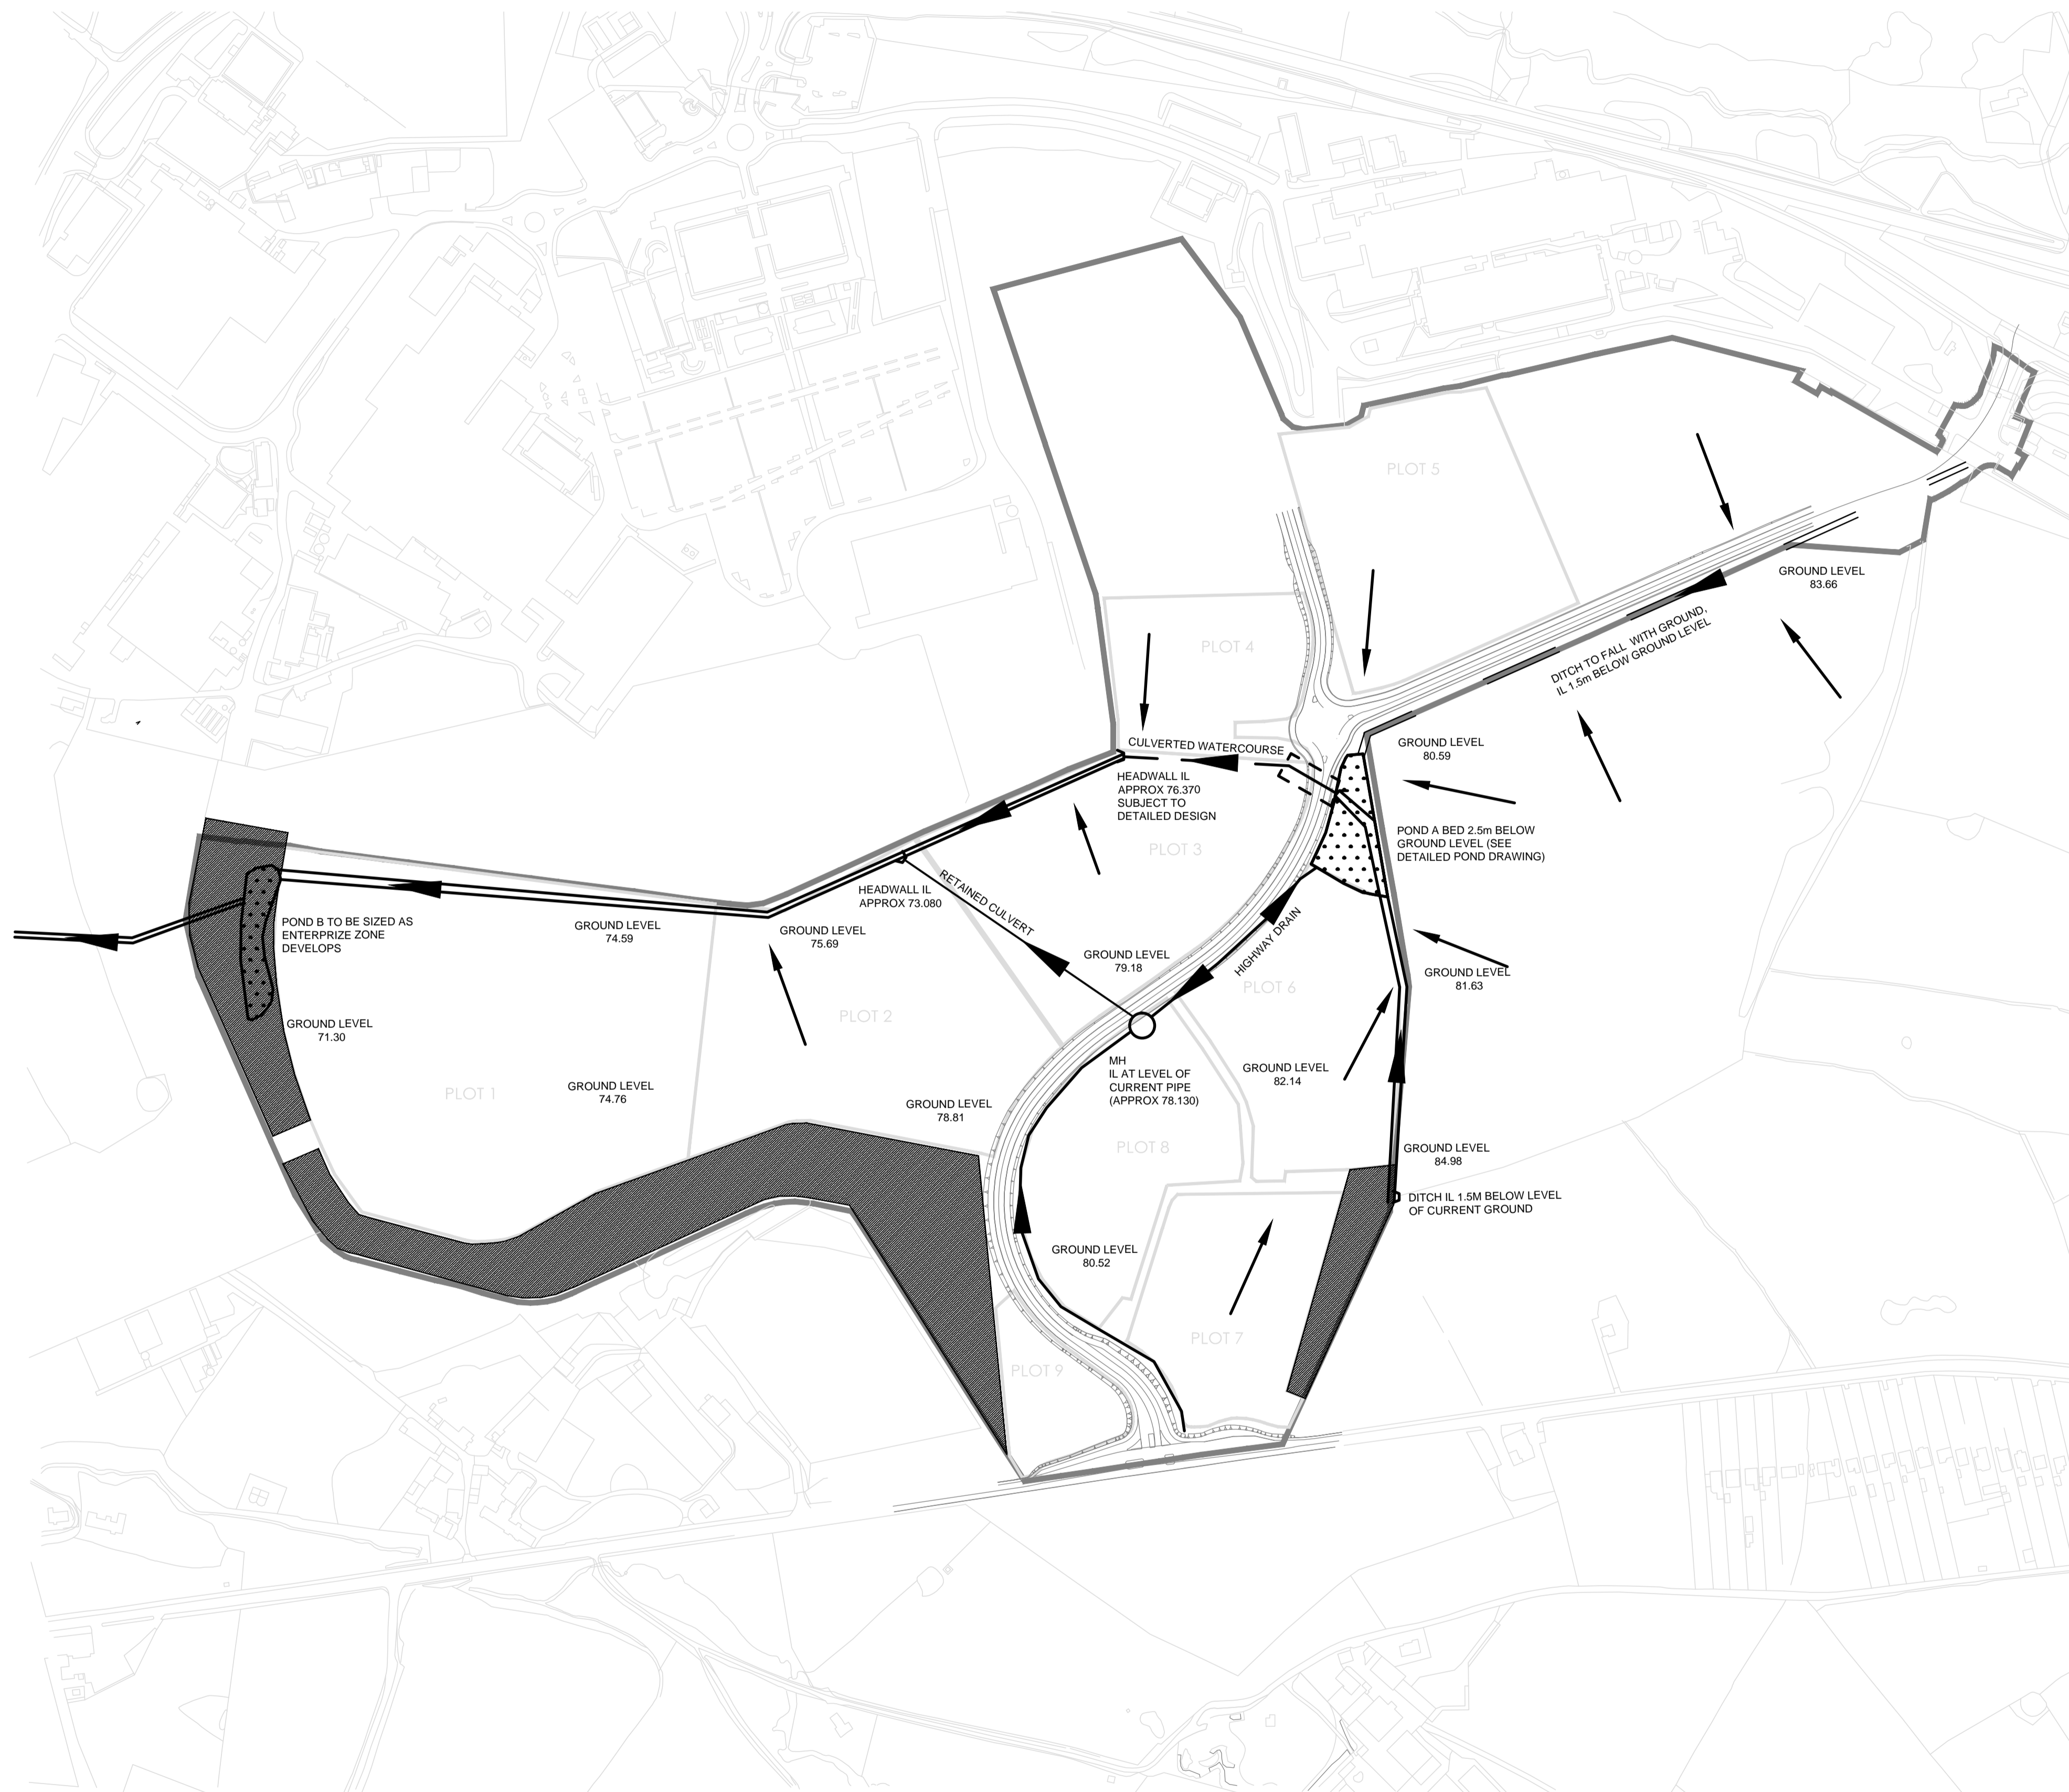 PLOT 5
GROUND LEVEL
83.66
DITCH TO FALL WITH GROUND,
IL 1.5m BELOW GROUND LEVEL
PLOT 4
CULVERTED WATERCOURSE
GROUND LEVEL
80.59
HEADWALL IL
APPROX 76.370
SUBJECT TO
DETAILED DESIGN
POND A BED 2.5m BELOW
GROUND LEVEL (SEE
DETAILED POND DRAWING)
PLOT 3
HEADWALL IL
APPROX 73.080
RETAINED CULVERT
POND B TO BE SIZED AS
ENTERPRIZE ZONE
DEVELOPS
GROUND LEVEL
74.59
GROUND LEVEL
75.69
GROUND LEVEL
79.18
HIGHWAY DRAIN
GROUND LEVEL
81.63
PLOT 6
PLOT 2
GROUND LEVEL
71.30
MH
IL AT LEVEL OF
CURRENT PIPE
(APPROX 78.130)
GROUND LEVEL
82.14
PLOT 1
GROUND LEVEL
74.76
GROUND LEVEL
78.81
PLOT 8
GROUND LEVEL
84.98
DITCH IL 1.5M BELOW LEVEL
OF CURRENT GROUND
GROUND LEVEL
80.52
PLOT 7
PLOT 9